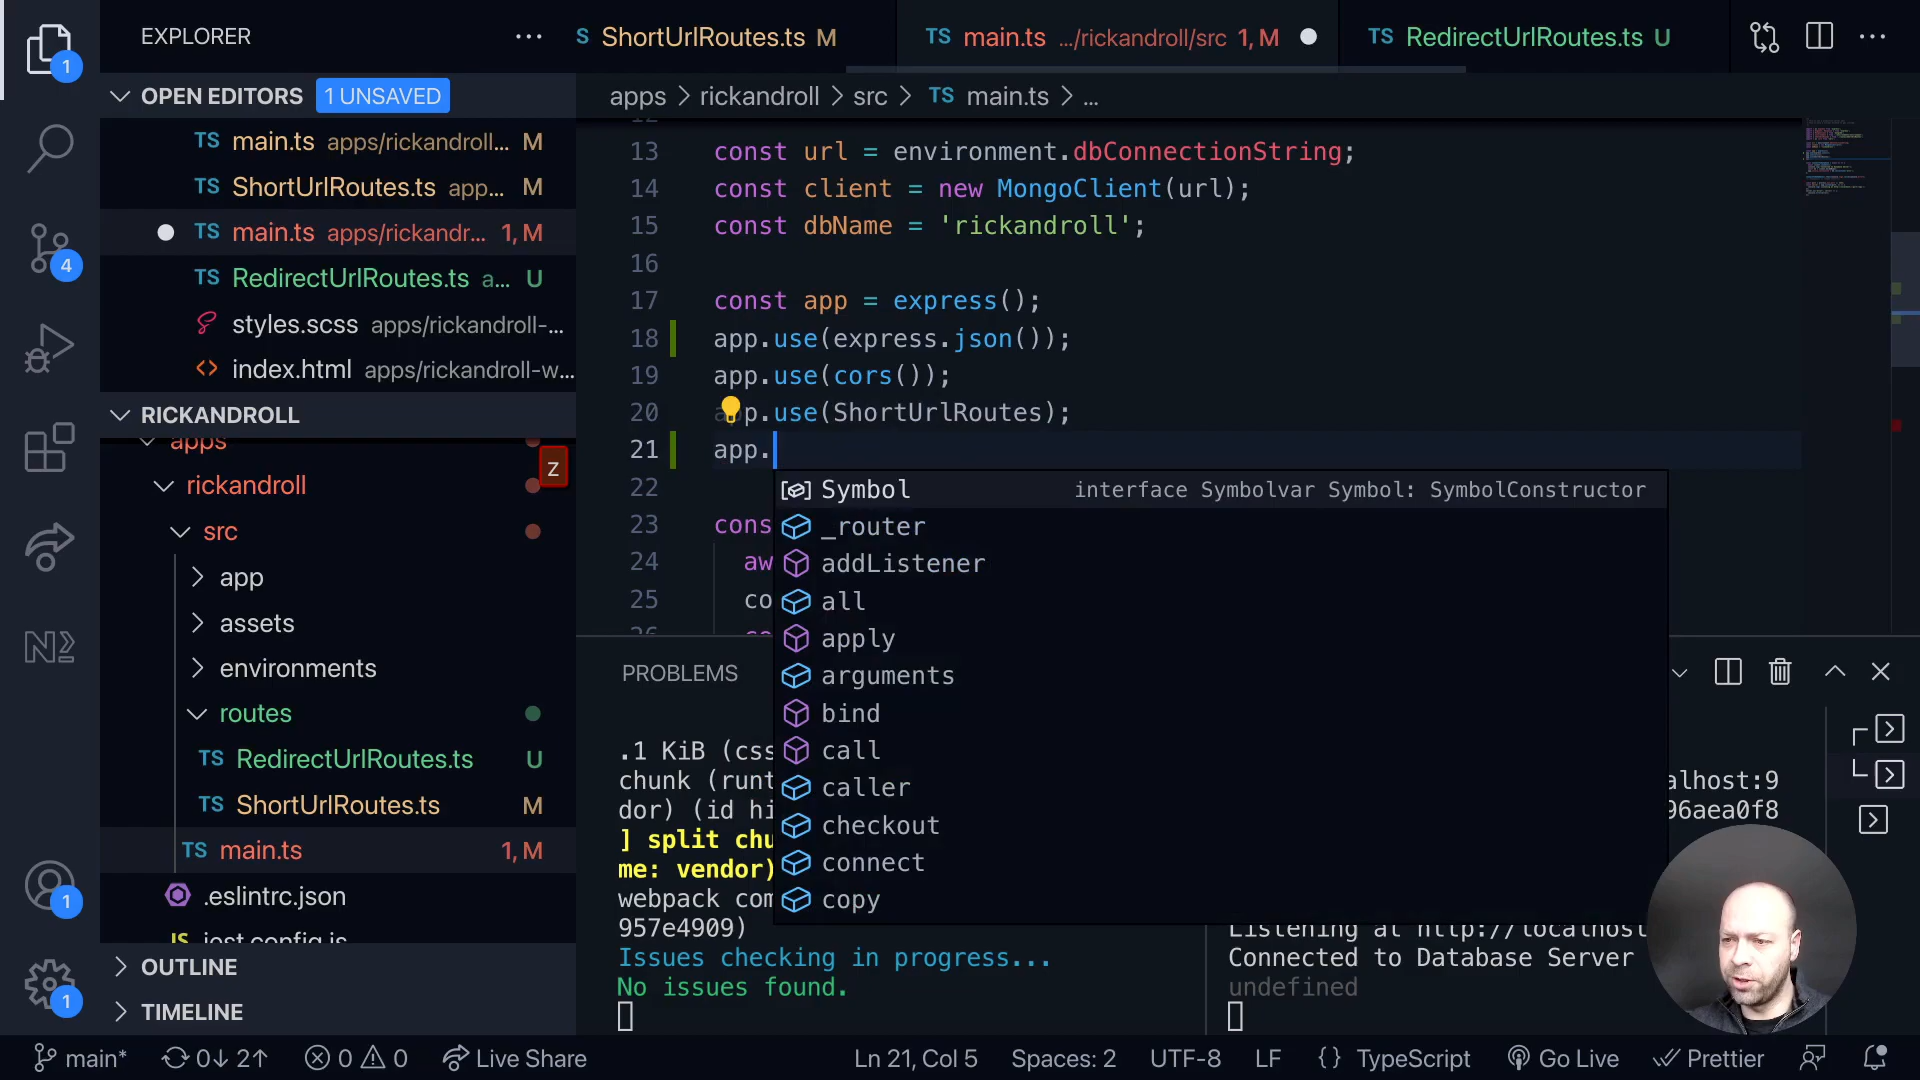 EXPLORER
OPEN EDITORS 1 UNSAVED
TS main.ts apps/rickandroll... M
TS ShortUrlRoutes.ts app... M
TS main.ts apps/rickandr... 1, M
TS RedirectUrlRoutes.ts a... U
styles.scss apps/rickandroll-...
<> index.html apps/rickandroll-w...
RICKANDROLL
apps
z
rickandroll
src
app
assets
environments
routes
TS RedirectUrlRoutes.ts U
TS ShortUrlRoutes.ts M
TS main.ts 1, M
.eslintrc.json
JS jest.config.js
OUTLINE
TIMELINE
1
4
1
1
S ShortUrlRoutes.ts M
TS main.ts .../rickandroll/src 1, M
TS RedirectUrlRoutes.ts U
apps > rickandroll > src > TS main.ts > ...
12
13 const url = environment.dbConnectionString;
14 const client = new MongoClient(url);
15 const dbName = 'rickandroll';
16
17 const app = express();
18 app.use(express.json());
19 app.use(cors());
20 app.use(ShortUrlRoutes);
21 app.
22
23 cons
24 aw
25 co
26 co
[@] Symbol interface Symbolvar Symbol: SymbolConstructor
_router
addListener
all
apply
arguments
bind
call
caller
checkout
connect
copy
PROBLEMS
.1 KiB (css
chunk (runt
dor) (id hi
] split chu
me: vendor)
webpack com
957e4909)
Issues checking in progress...
No issues found.
alhost:9
96aea0f8
Listening at http://localhost
Connected to Database Server
undefined
main* 0↓ 2↑ 0 0 Live Share Ln 21, Col 5 Spaces: 2 UTF-8 LF {} TypeScript Go Live Prettier